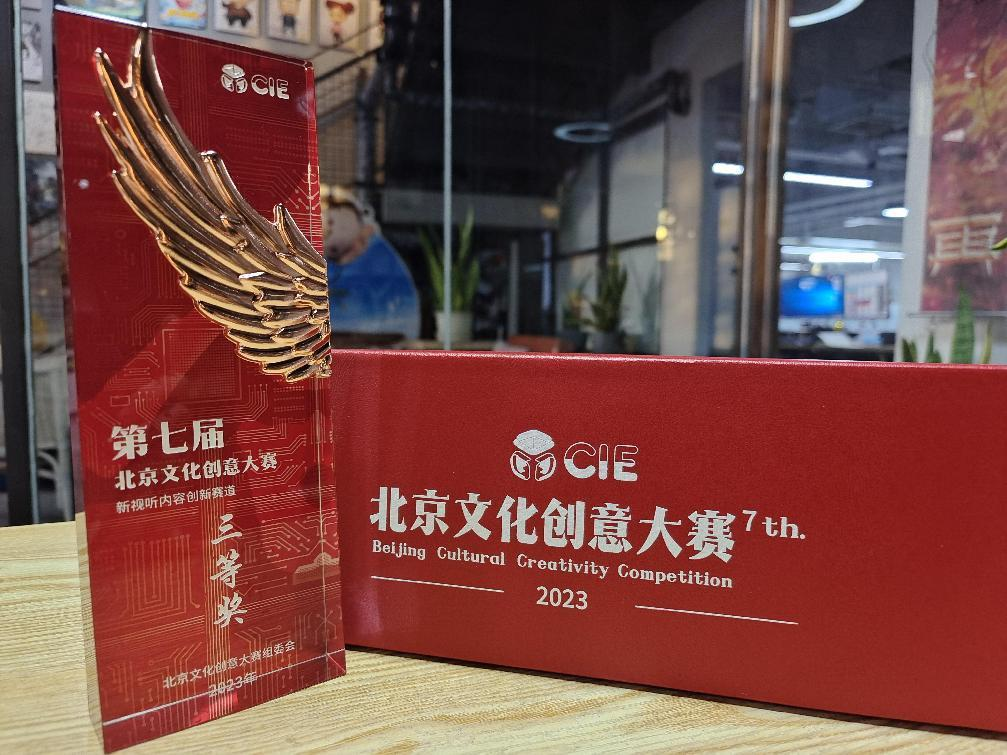 CIE
第七届
北京文化创意大赛
新视听内容创新赛道
三等奖
北京文化创意大赛组委会
2023年
CIE
北京文化创意大赛7th.
Beijing Cultural Creativity Competition
2023